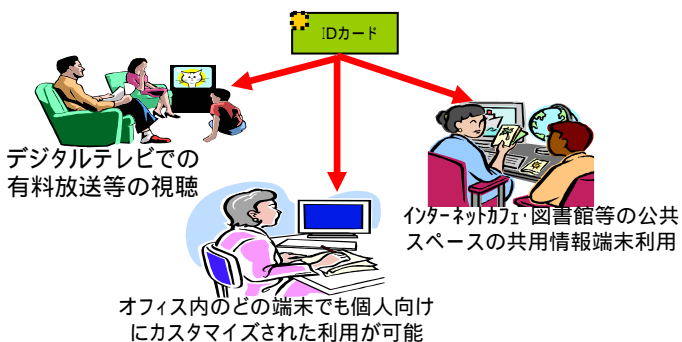 IDカード
デジタルテレビでの
有料放送等の視聴
インターネットカフェ・図書館等の公共
スペースの共用情報端末利用
オフィス内のどの端末でも個人向け
にカスタマイズされた利用が可能